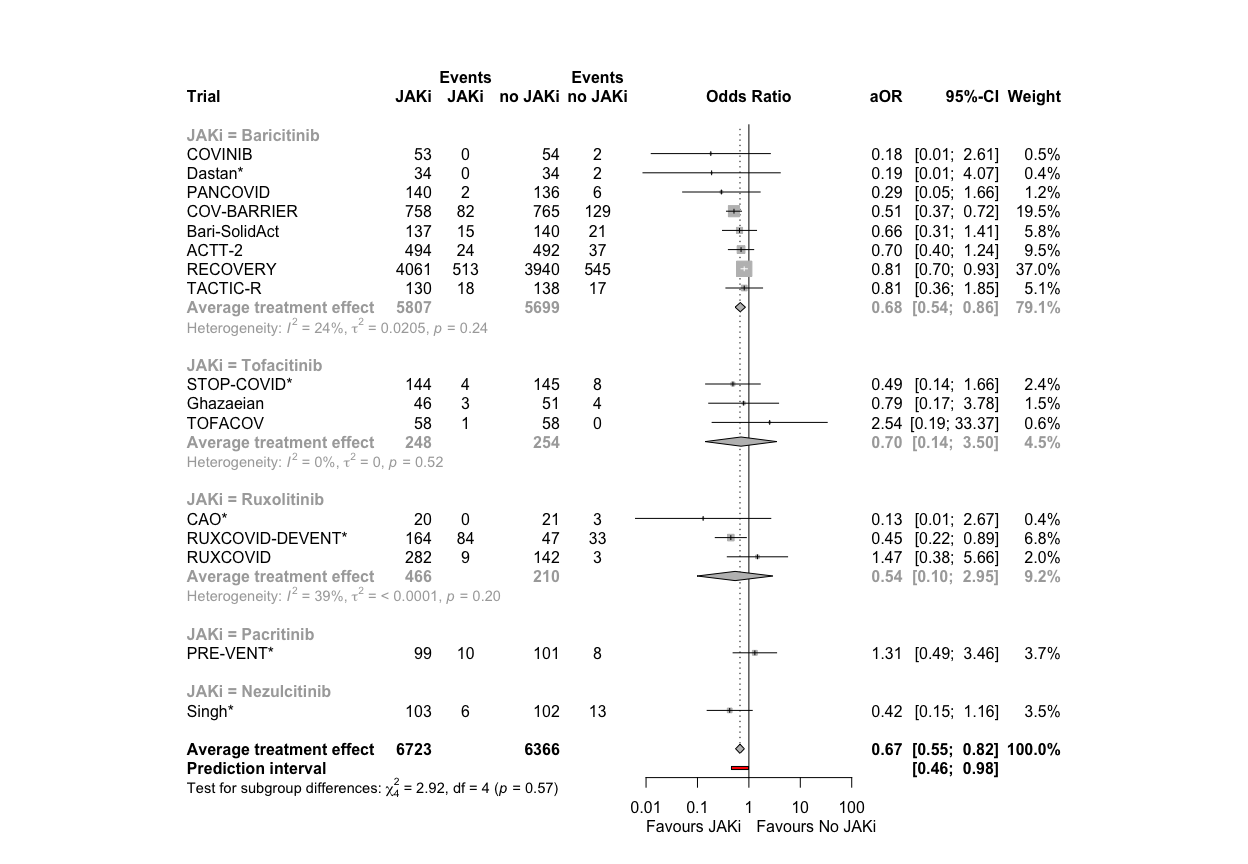 Events Events
Trial JAKi JAKi no JAKi no JAKi Odds Ratio aOR 95%-CI Weight
JAKi = Baricitinib
COVINIB 53 0 54 2 0.18 [0.01; 2.61] 0.5%
Dastan* 34 0 34 2 0.19 [0.01; 4.07] 0.4%
PANCOVID 140 2 136 6 0.29 [0.05; 1.66] 1.2%
COV-BARRIER 758 82 765 129 0.51 [0.37; 0.72] 19.5%
Bari-SolidAct 137 15 140 21 0.66 [0.31; 1.41] 5.8%
ACTT-2 494 24 492 37 0.70 [0.40; 1.24] 9.5%
RECOVERY 4061 513 3940 545 0.81 [0.70; 0.93] 37.0%
TACTIC-R 130 18 138 17 0.81 [0.36; 1.85] 5.1%
Average treatment effect 5807 5699 0.68 [0.54; 0.86] 79.1%
Heterogeneity: I² = 24%, τ² = 0.0205, p = 0.24
JAKi = Tofacitinib
STOP-COVID* 144 4 145 8 0.49 [0.14; 1.66] 2.4%
Ghazaeian 46 3 51 4 0.79 [0.17; 3.78] 1.5%
TOFACOV 58 1 58 0 2.54 [0.19; 33.37] 0.6%
Average treatment effect 248 254 0.70 [0.14; 3.50] 4.5%
Heterogeneity: I² = 0%, τ² = 0, p = 0.52
JAKi = Ruxolitinib
CAO* 20 0 21 3 0.13 [0.01; 2.67] 0.4%
RUXCOVID-DEVENT* 164 84 47 33 0.45 [0.22; 0.89] 6.8%
RUXCOVID 282 9 142 3 1.47 [0.38; 5.66] 2.0%
Average treatment effect 466 210 0.54 [0.10; 2.95] 9.2%
Heterogeneity: I² = 39%, τ² = < 0.0001, p = 0.20
JAKi = Pacritinib
PRE-VENT* 99 10 101 8 1.31 [0.49; 3.46] 3.7%
JAKi = Nezulcitinib
Singh* 103 6 102 13 0.42 [0.15; 1.16] 3.5%
Average treatment effect 6723 6366 0.67 [0.55; 0.82] 100.0%
Prediction interval [0.46; 0.98]
Test for subgroup differences: χ²₄ = 2.92, df = 4 (p = 0.57)
0.01 0.1 1 10 100
Favours JAKi Favours No JAKi